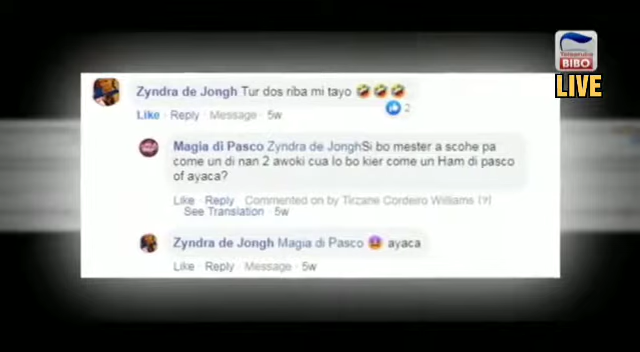 Telearuba
BIBO
LIVE
Zyndra de Jongh Tur dos riba mi tayo 🤣🤣🤣
2
Like · Reply · Message · 5w
Magia di Pasco Zyndra de JonghSi bo mester a scohe pa
come un di nan 2 awoki cua lo bo kier come un Ham di pasco
of ayaca?
Like · Reply · Commented on by Tirzane Cordeiro Williams [?]
See Translation · 5w
Zyndra de Jongh Magia di Pasco 😡 ayaca
Like · Reply · Message · 5w